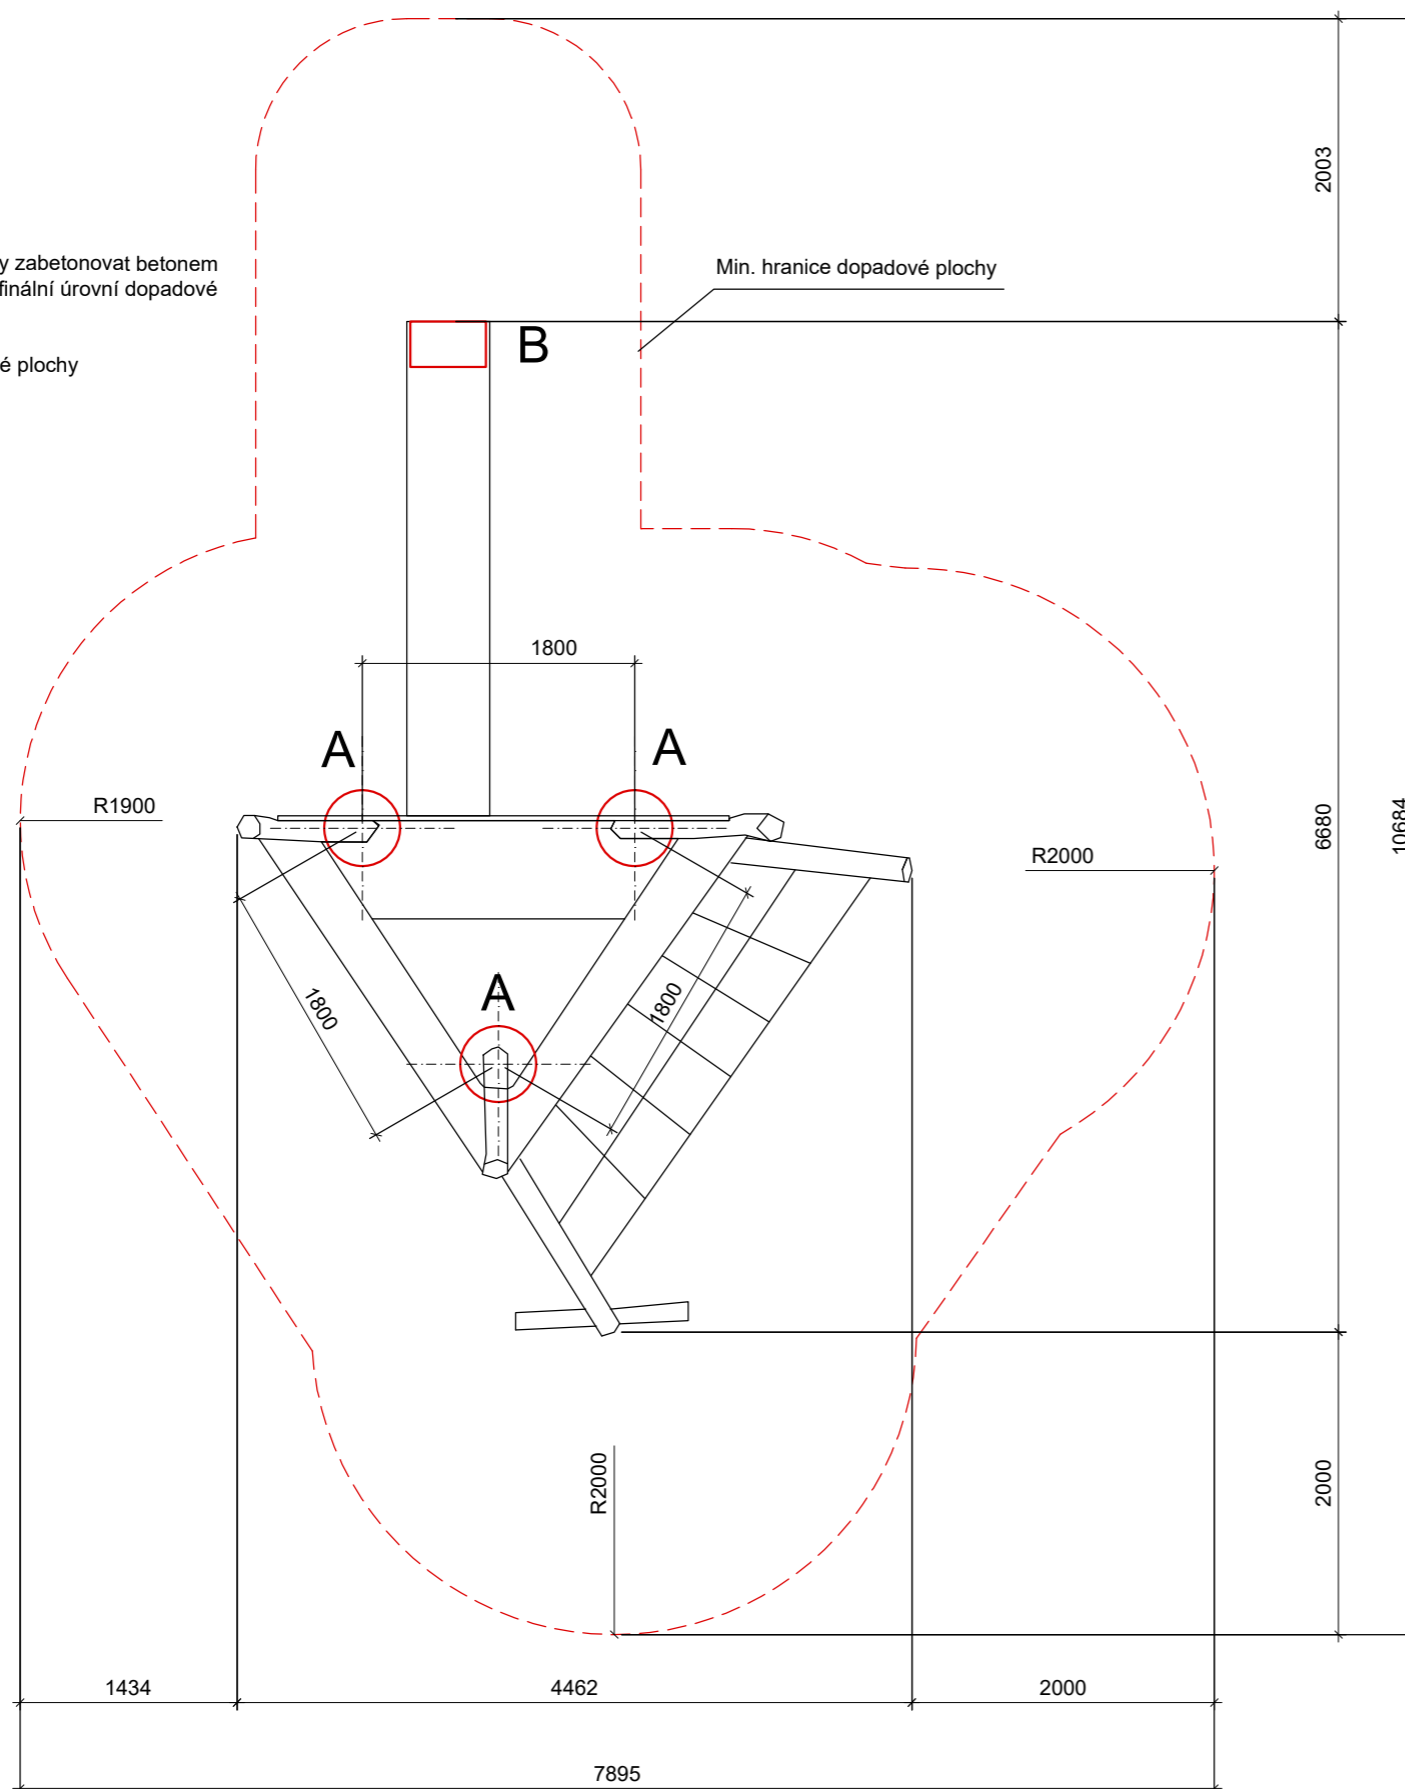 2003
y zabetonovat betonem
finální úrovní dopadové
Min. hranice dopadové plochy
B
é plochy
1800
A
A
R1900
6680
10684
R2000
A
1800
1800
R2000
2000
1434
4462
2000
7895